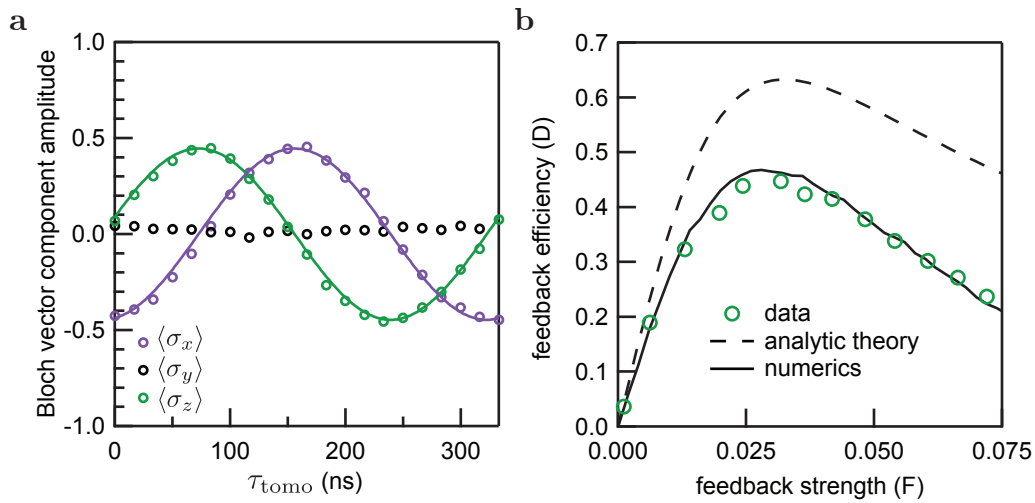 a
1.0
0.5
0.0
-0.5
-1.0
Bloch vector component amplitude
⟨σx⟩
⟨σy⟩
⟨σz⟩
0
100
200
300
τtomo (ns)
b
0.7
0.6
0.5
0.4
0.3
0.2
0.1
0.0
feedback efficiency (D)
data
analytic theory
numerics
0.000
0.025
0.050
0.075
feedback strength (F)